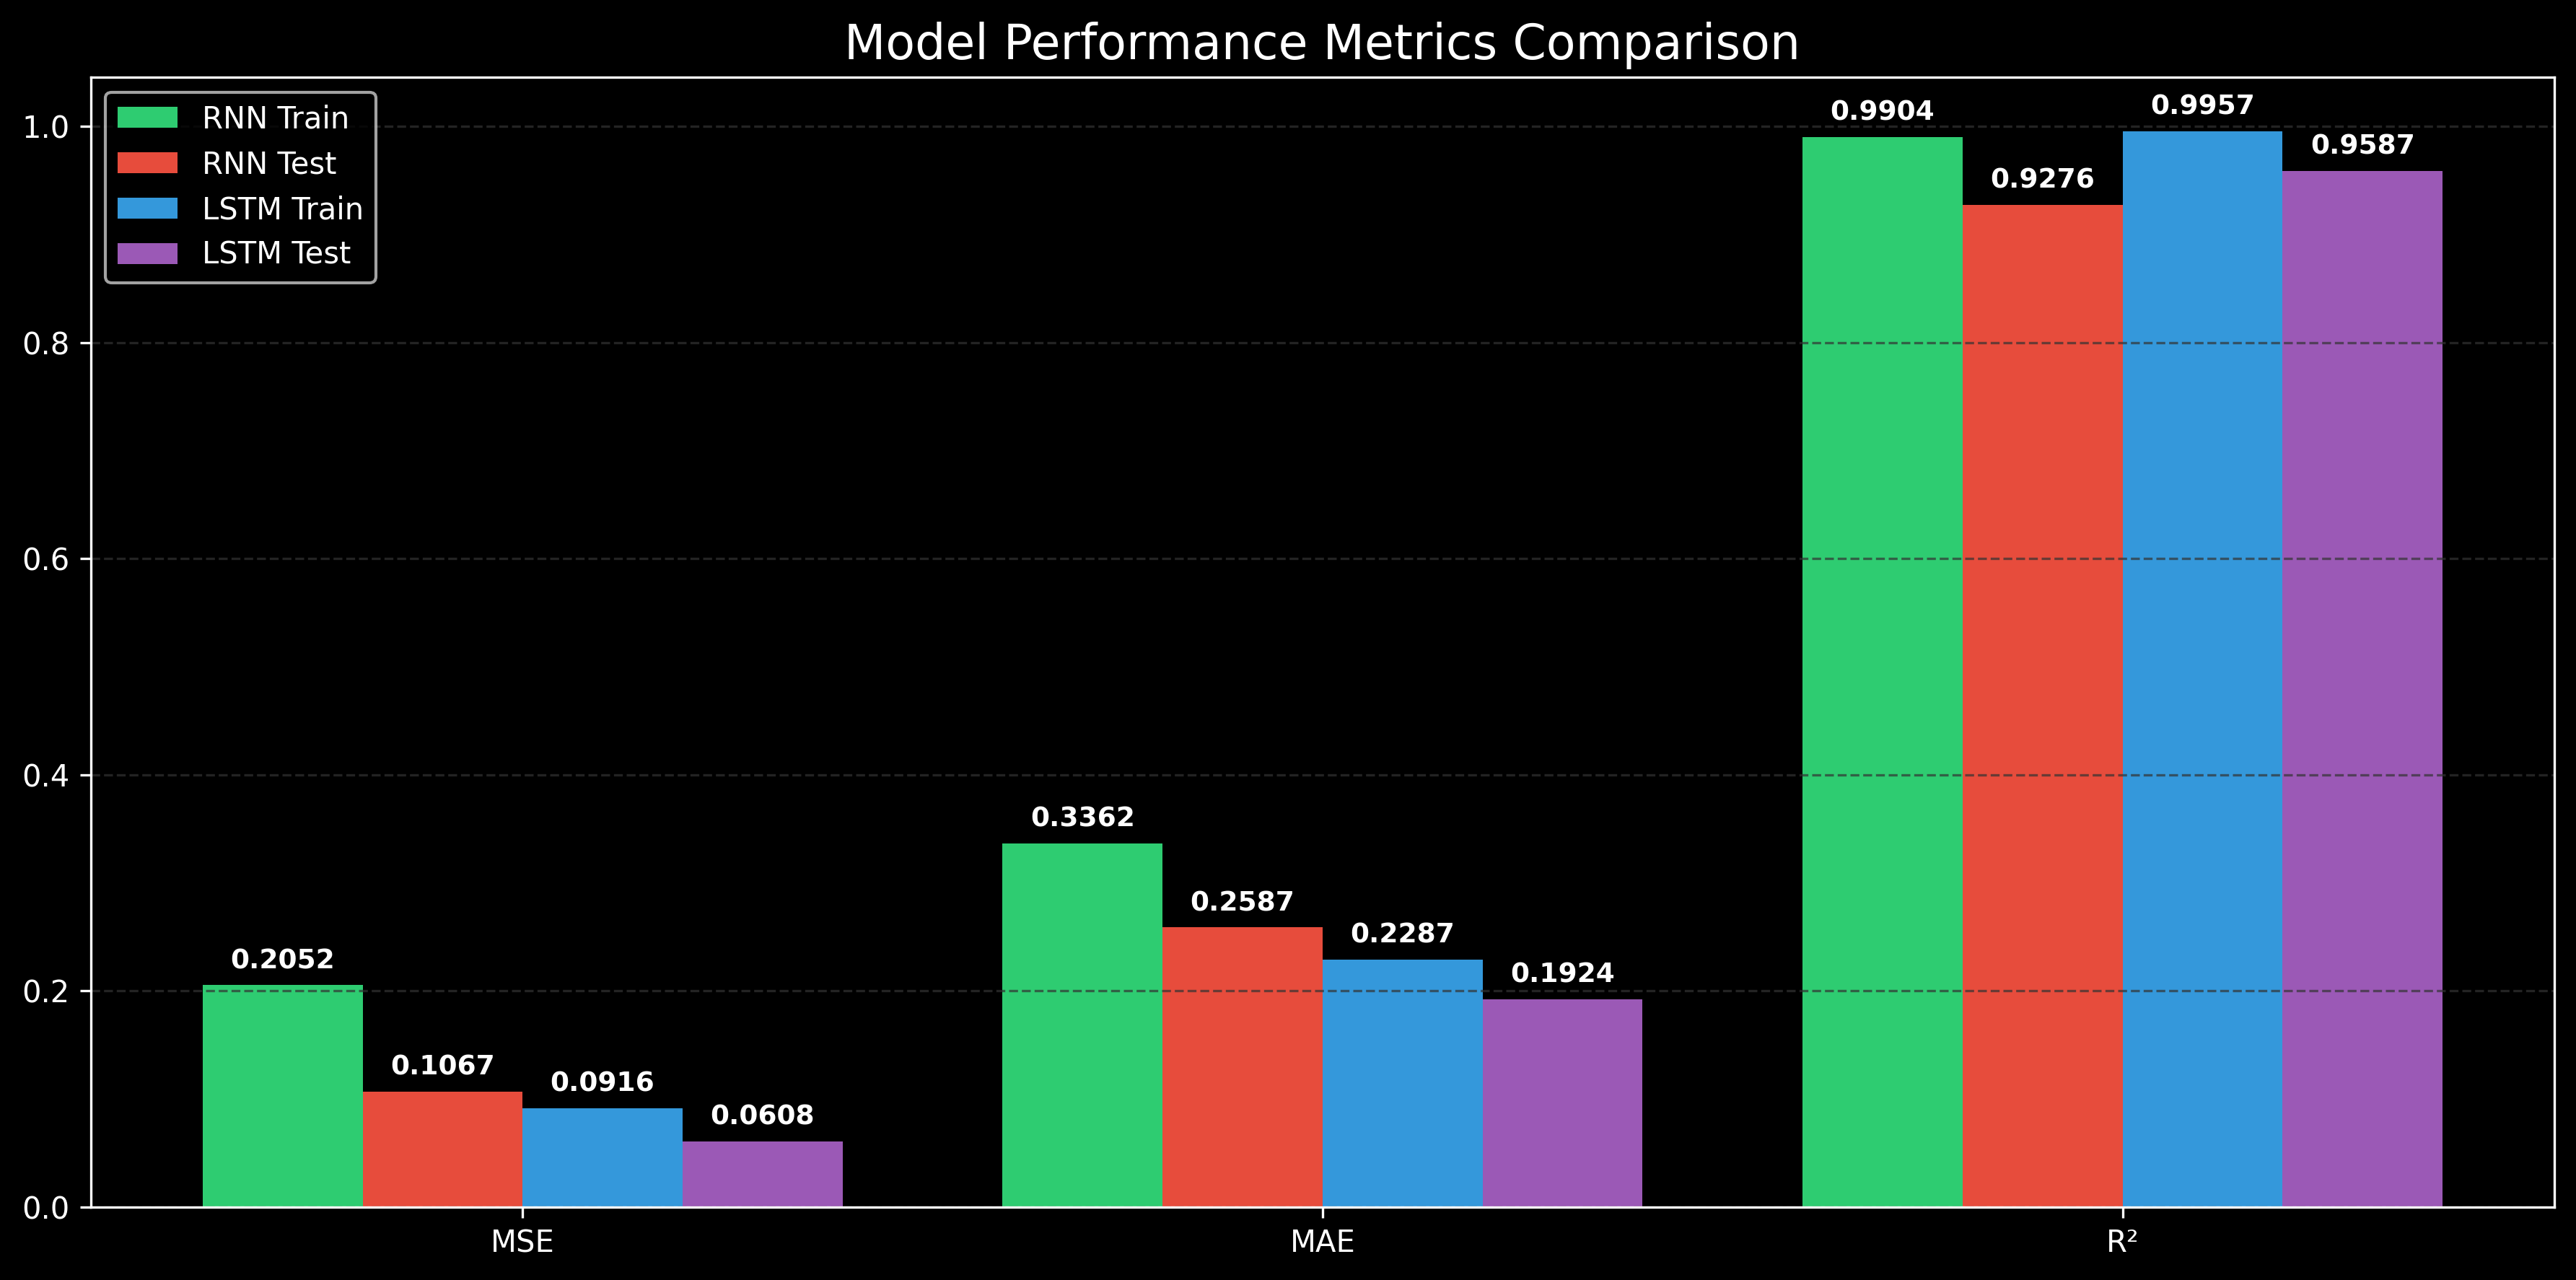 Model Performance Metrics Comparison
RNN Train
RNN Test
LSTM Train
LSTM Test
1.0
0.8
0.6
0.4
0.2
0.0
0.2052
0.1067
0.0916
0.0608
0.3362
0.2587
0.2287
0.1924
0.9904
0.9276
0.9957
0.9587
MSE
MAE
R²